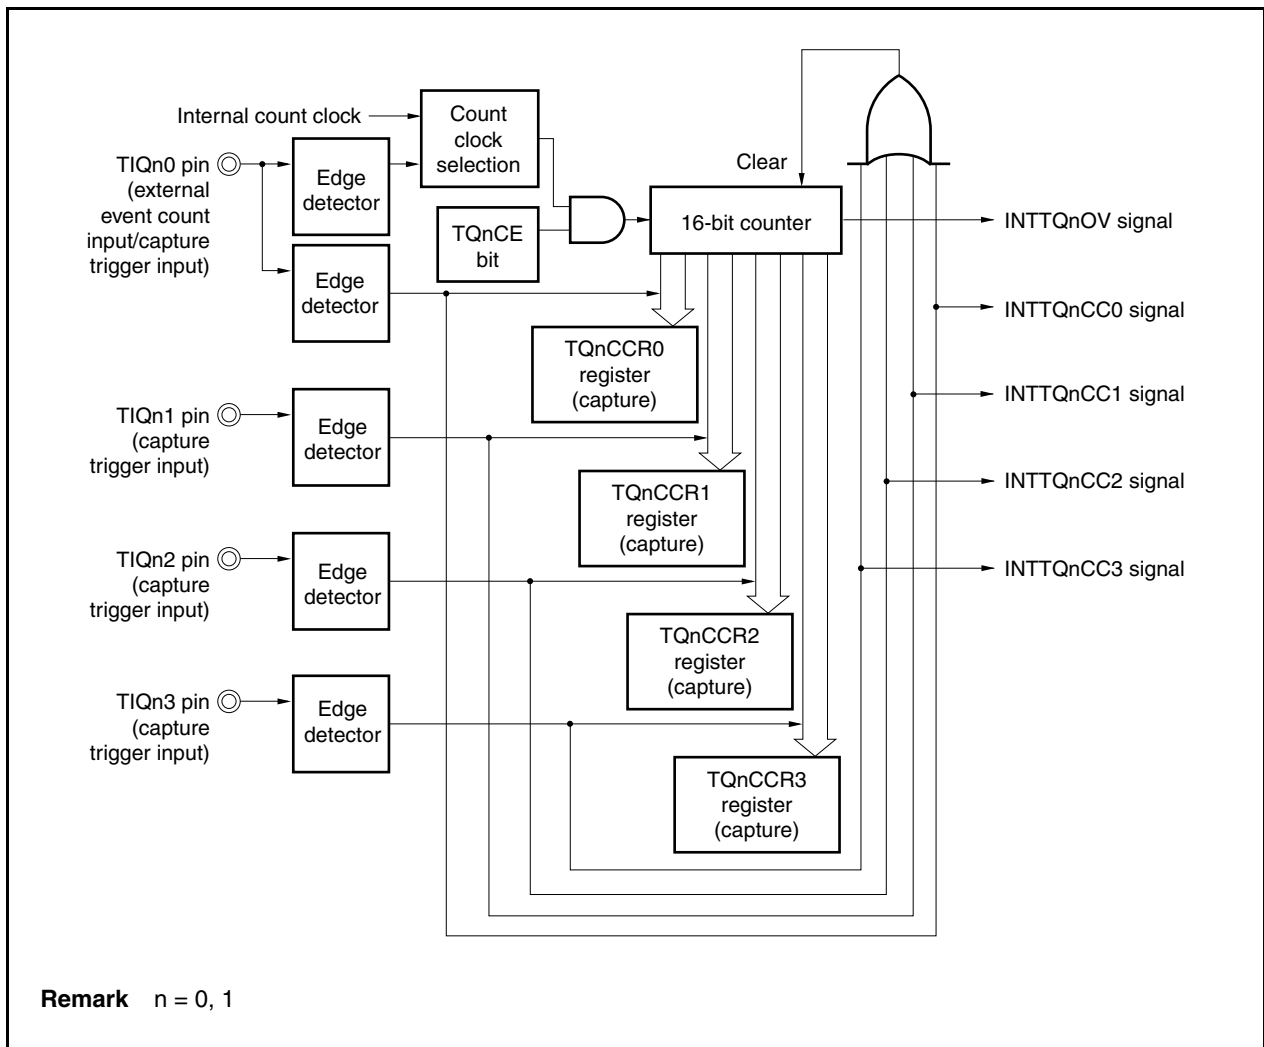 Internal count clock
Count
clock
selection
TIQn0 pin
(external
event count
input/capture
trigger input)
Edge
detector
Clear
TQnCE
bit
16-bit counter
INTTQnOV signal
Edge
detector
INTTQnCC0 signal
TQnCCR0
register
(capture)
TIQn1 pin
(capture
trigger input)
Edge
detector
INTTQnCC1 signal
TQnCCR1
register
(capture)
INTTQnCC2 signal
TIQn2 pin
(capture
trigger input)
Edge
detector
INTTQnCC3 signal
TQnCCR2
register
(capture)
TIQn3 pin
(capture
trigger input)
Edge
detector
TQnCCR3
register
(capture)
Remark n = 0, 1